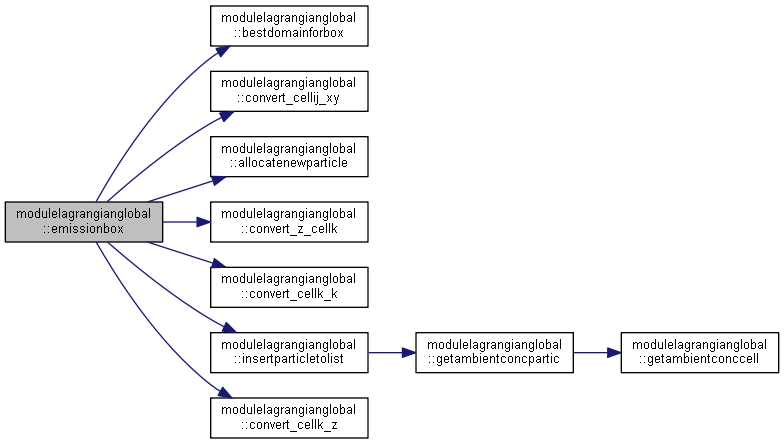 modulelagrangianglobal
::emissionbox
modulelagrangianglobal
::bestdomainforbox
modulelagrangianglobal
::convert_cellij_xy
modulelagrangianglobal
::allocatenewparticle
modulelagrangianglobal
::convert_z_cellk
modulelagrangianglobal
::convert_cellk_k
modulelagrangianglobal
::insertparticletolist
modulelagrangianglobal
::getambientconcpartic
modulelagrangianglobal
::getambientconccell
modulelagrangianglobal
::convert_cellk_z